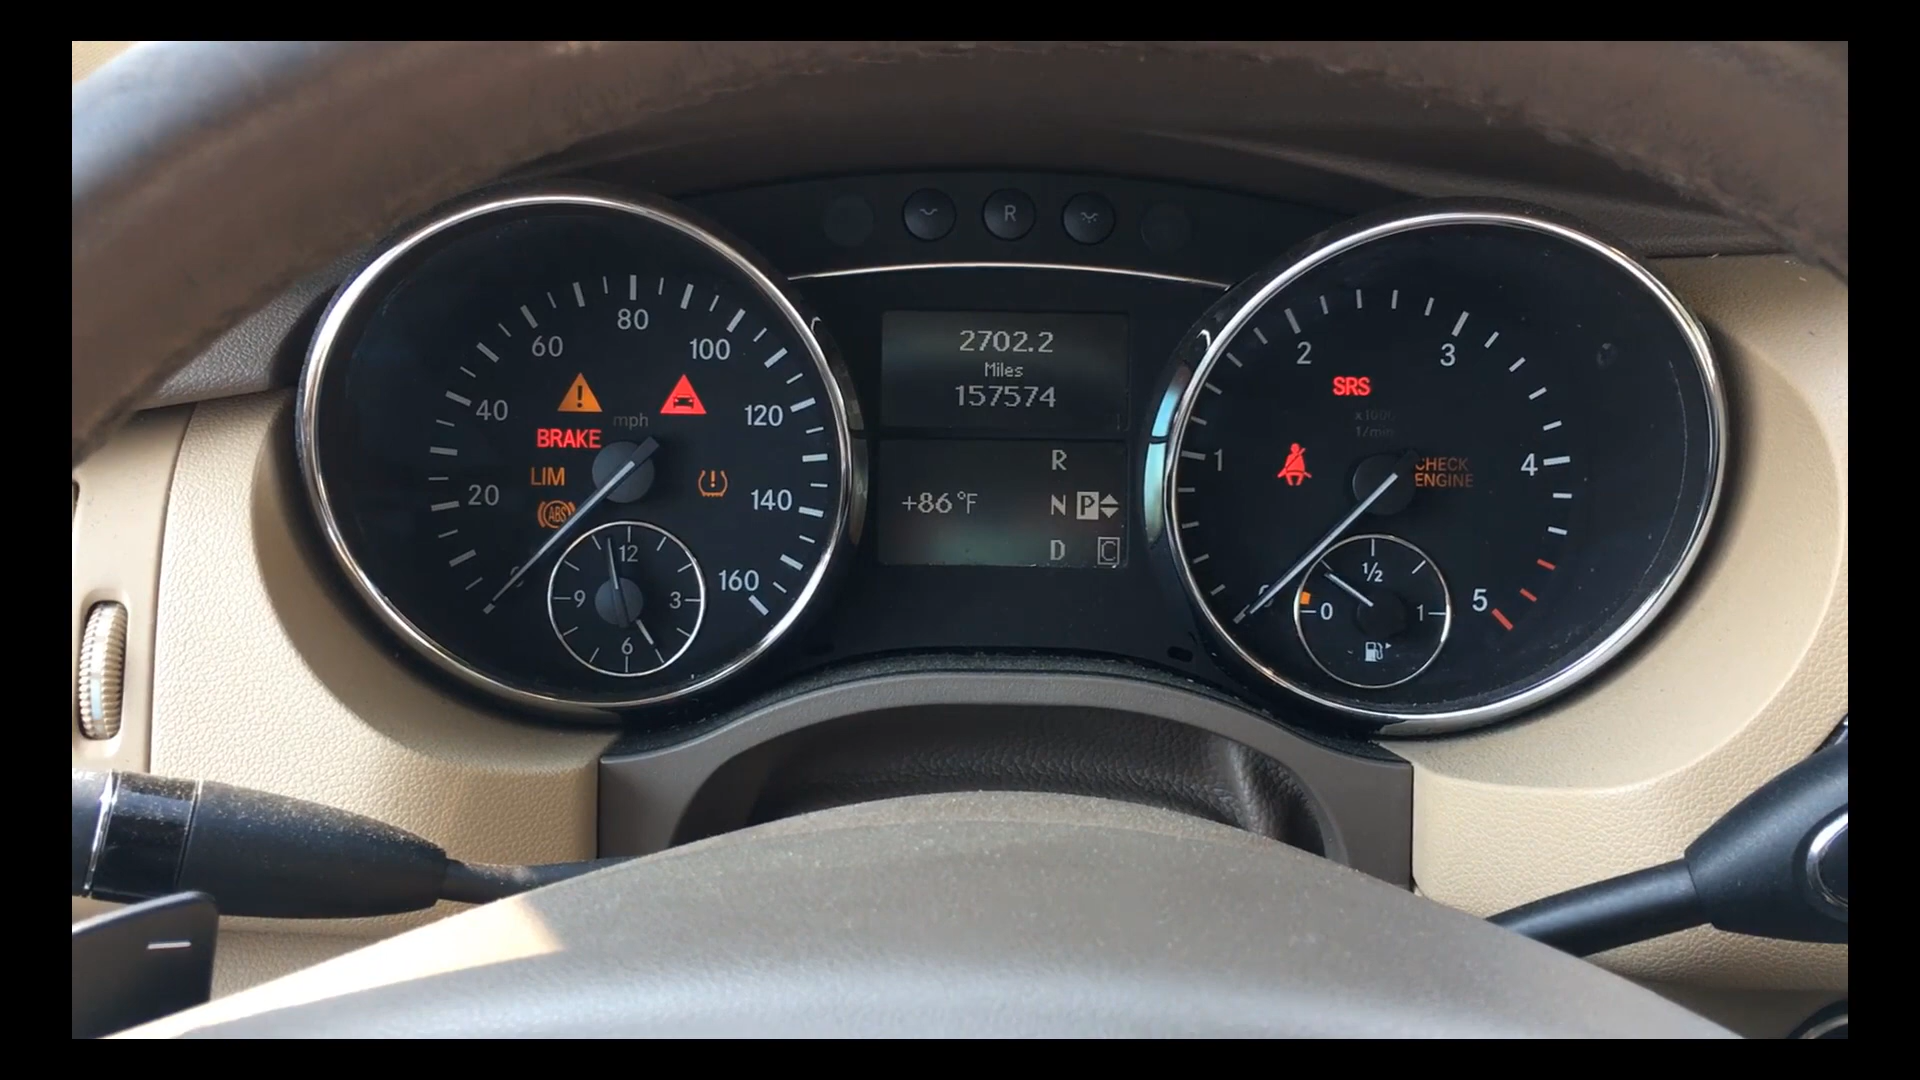 R
2702.2
Miles
157574
80
60
100
40
mph
120
BRAKE
LIM
20
ABS
140
160
12
9
3
6
R
+86°F
N P
D C
2
3
SRS
x1000
1/min
1
4
CHECK
ENGINE
5
1/2
0
1